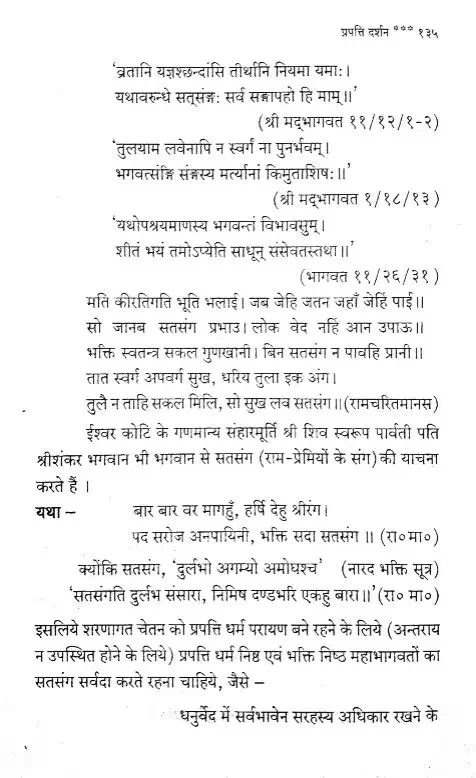 प्रपत्ति दर्शन *** १३५
'व्रतानि यज्ञश्छन्दांसि तीर्थानि नियमा यमाः।
यथावरुन्धे सत्सङ्गः सर्व सङ्गापहो हि माम्॥'
(श्री मद्भागवत ११/१२/१-२)
'तुलयाम लवेनापि न स्वर्गं ना पुनर्भवम्।
भगवत्संङ्गि संङ्गस्य मर्त्यानां किमुताशिषः॥'
(श्री मद्भागवत १/१८/१३)
'यथोपश्रयमाणस्य भगवन्तं विभावसुम्।
शीतं भयं तमोऽप्येति साधून् संसेवतस्तथा॥'
(भागवत ११/२६/३१)
मति कीरतिगति भूति भलाई। जब जेहि जतन जहाँ जेहिं पाई॥
सो जानब सतसंग प्रभाउ। लोक वेद नहिं आन उपाऊ॥
भक्ति स्वतन्त्र सकल गुणखानी। बिन सतसंग न पावहि प्रानी॥
तात स्वर्ग अपवर्ग सुख, धरिय तुला इक अंग।
तुलै न ताहि सकल मिलि, सो सुख लव सतसंग॥(रामचरितमानस)
ईश्वर कोटि के गणमान्य संहारमूर्ति श्री शिव स्वरूप पार्वती पति
श्रीशंकर भगवान भी भगवान से सतसंग (राम-प्रेमियों के संग) की याचना
करते हैं ।
यथा – बार बार वर मागहुँ, हर्षि देहु श्रीरंग।
पद सरोज अनपायिनी, भक्ति सदा सतसंग॥ (रा०मा०)
क्योंकि सतसंग, 'दुर्लभो अगम्यो अमोघश्च' (नारद भक्ति सूत्र)
'सतसंगति दुर्लभ संसारा, निमिष दण्डभरि एकहु बारा॥'(रा० मा०)
इसलिये शरणागत चेतन को प्रपत्ति धर्म परायण बने रहने के लिये (अन्तराय
न उपस्थित होने के लिये) प्रपत्ति धर्म निष्ठ एवं भक्ति निष्ठ महाभागवतों का
सतसंग सर्वदा करते रहना चाहिये, जैसे –
धनुर्वेद में सर्वभावेन सरहस्य अधिकार रखने के